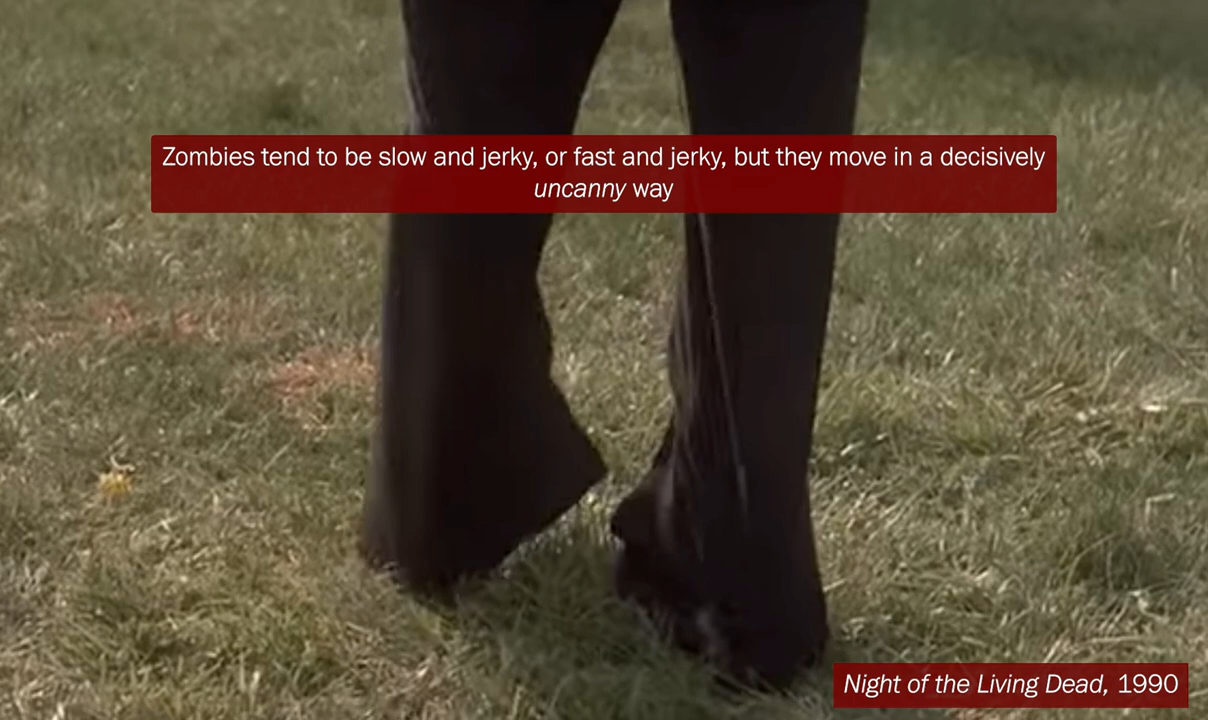 Zombies tend to be slow and jerky, or fast and jerky, but they move in a decisively
uncanny way
Night of the Living Dead, 1990